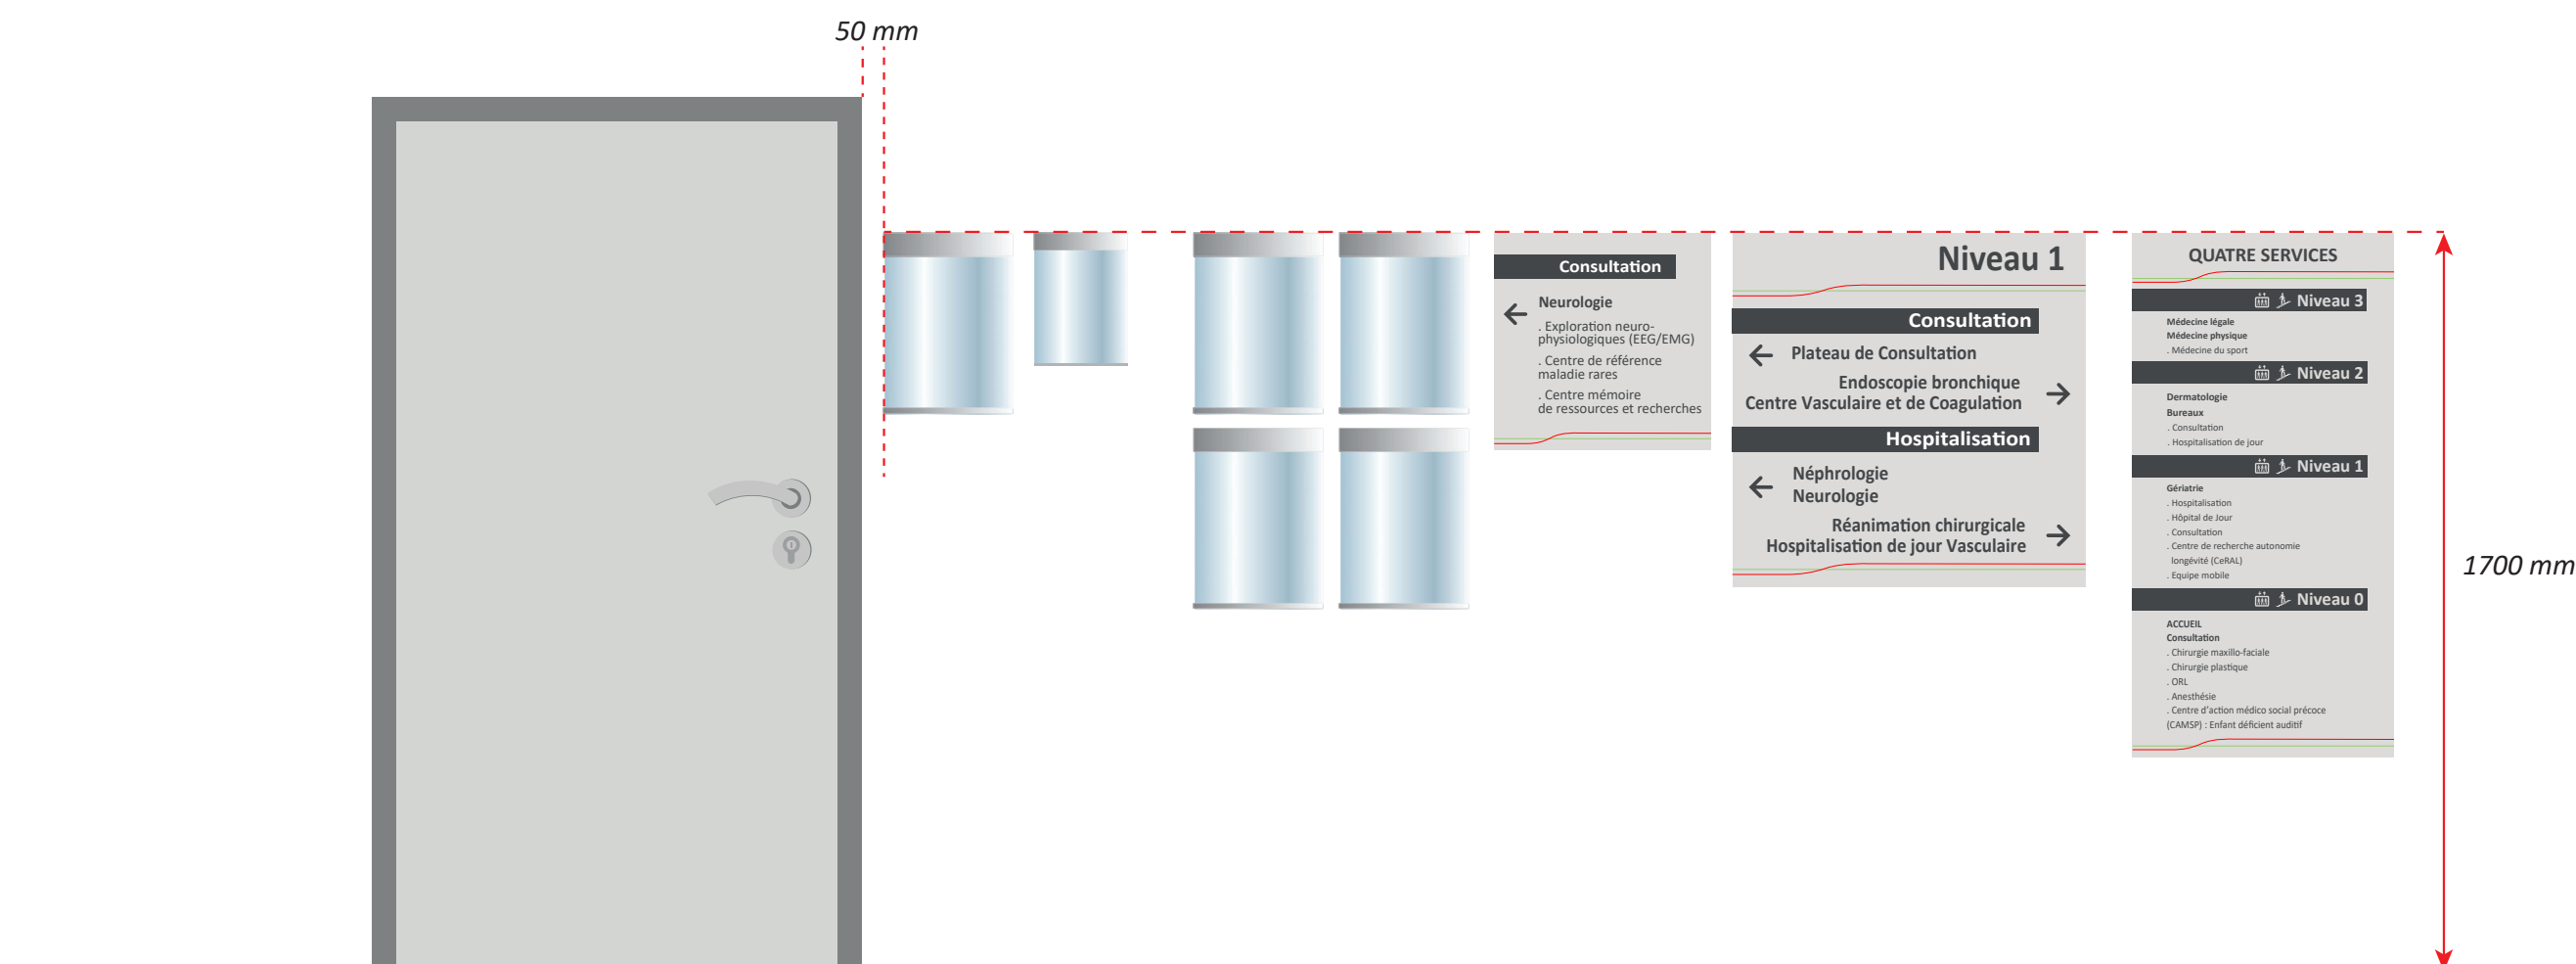 50 mm
Consultation
Neurologie
. Exploration neuro-
physiologiques (EEG/EMG)
. Centre de référence
maladie rares
. Centre mémoire
de ressources et recherches
Niveau 1
Consultation
Plateau de Consultation
Endoscopie bronchique
Centre Vasculaire et de Coagulation
Hospitalisation
Néphrologie
Neurologie
Réanimation chirurgicale
Hospitalisation de jour Vasculaire
QUATRE SERVICES
Niveau 3
Médecine légale
Médecine physique
. Médecine du sport
Niveau 2
Dermatologie
Bureaux
. Consultation
. Hospitalisation de jour
Niveau 1
Gériatrie
. Hospitalisation
. Hôpital de Jour
. Consultation
. Centre de recherche autonomie
longévité (CeRAL)
. Equipe mobile
Niveau 0
ACCUEIL
Consultation
. Chirurgie maxillo-faciale
. Chirurgie plastique
. ORL
. Anesthésie
. Centre d'action médico social précoce
(CAMSP) : Enfant déficient auditif
1700 mm